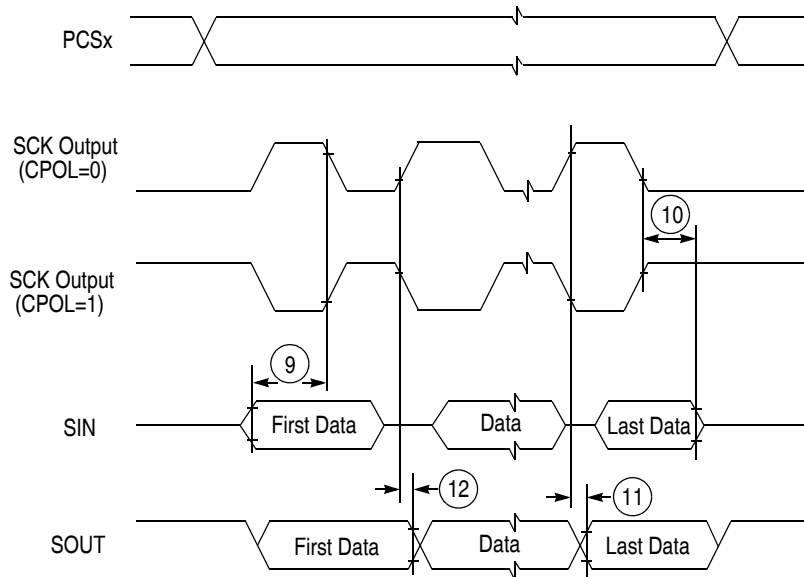 PCSx
SCK Output
(CPOL=0)
10
SCK Output
(CPOL=1)
9
SIN
First Data
Data
Last Data
12
11
SOUT
First Data
Data
Last Data